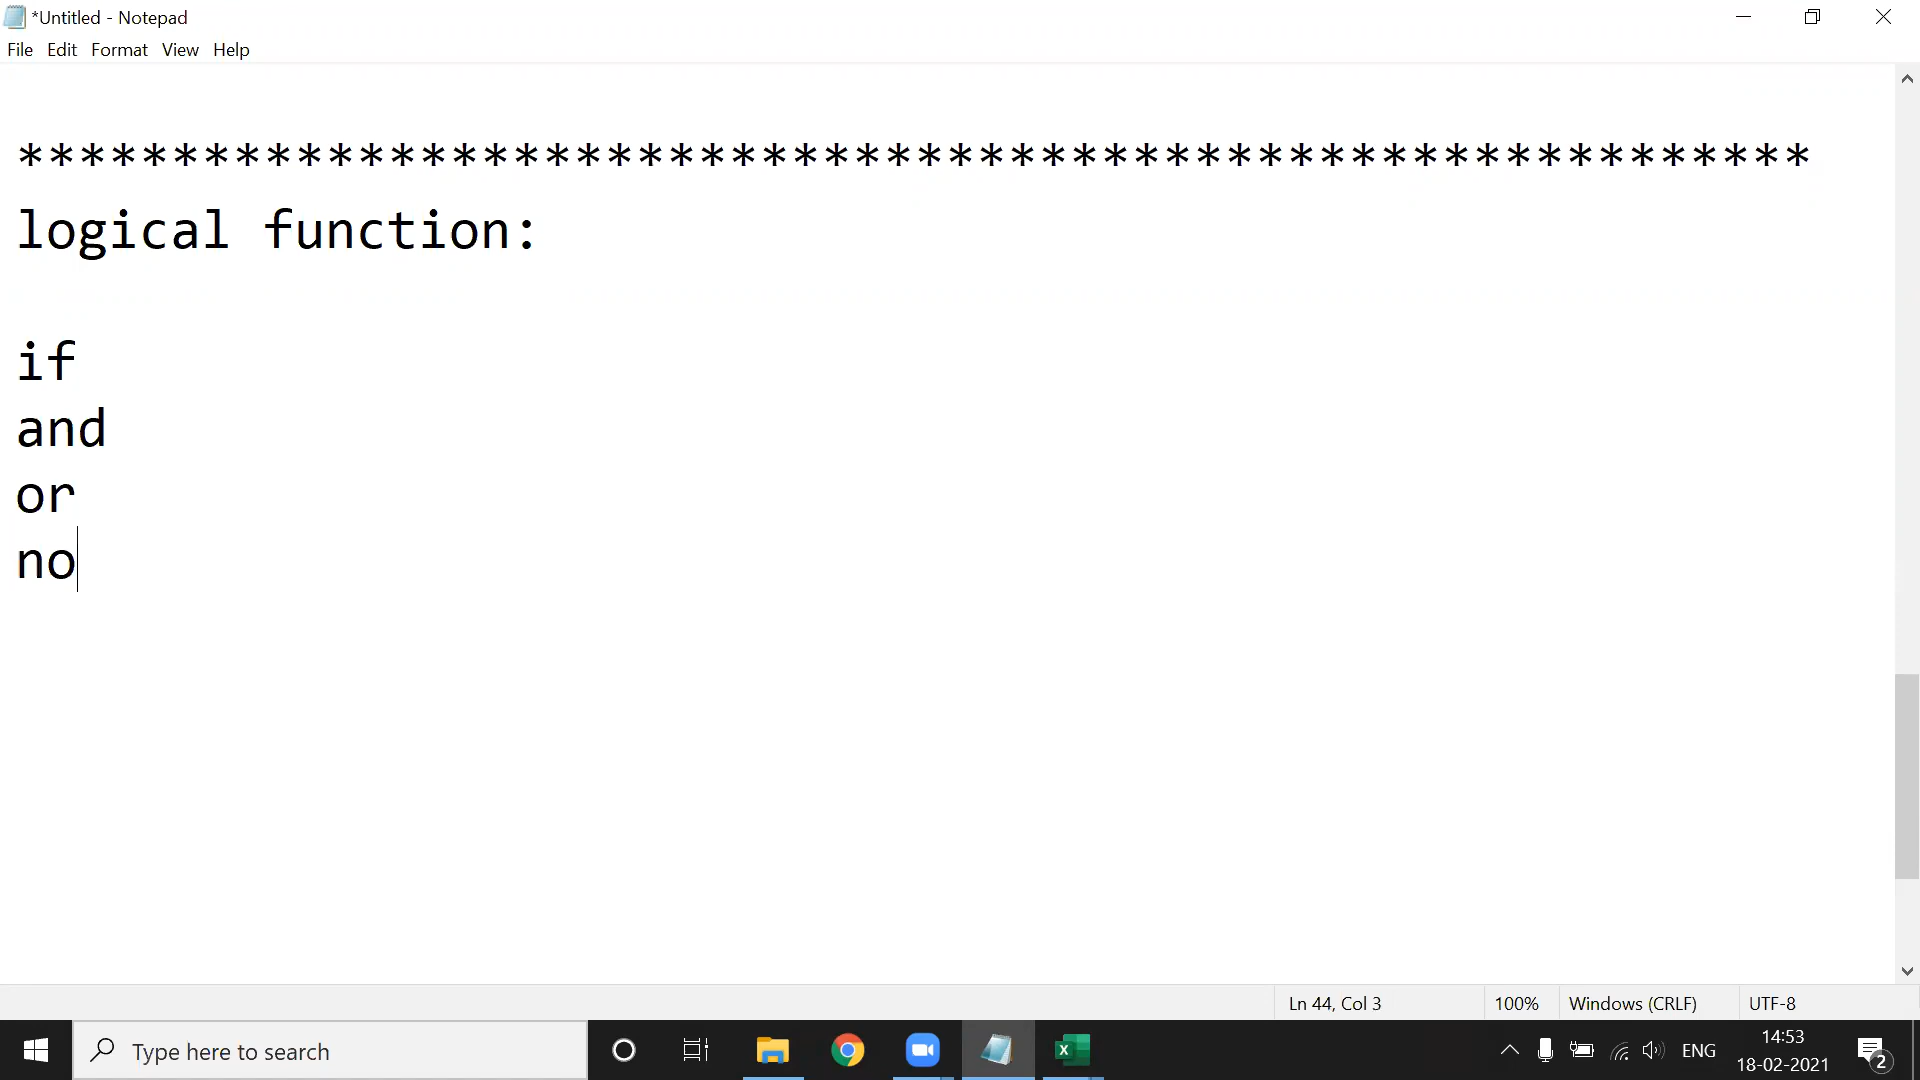 *Untitled - Notepad
File Edit Format View Help
**********************************************************
logical function:
if
and
or
no
Ln 44, Col 3 100% Windows (CRLF) UTF-8
Type here to search
ENG
14:53
18-02-2021
2